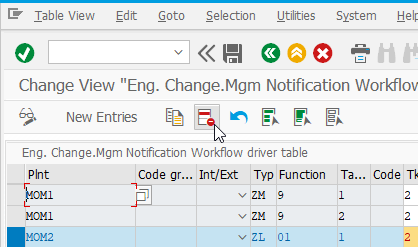 Table View Edit Goto Selection Utilities System Help
Change View "Eng. Change.Mgm Notification Workflow
New Entries
Eng. Change.Mgm Notification Workflow driver table
Plnt Code gr... Int/Ext Typ Function Ta... Code Tk
MOM1 ZM 9 1 2
MOM1 ZM 9 2 2
MOM2 ZL 01 1 2